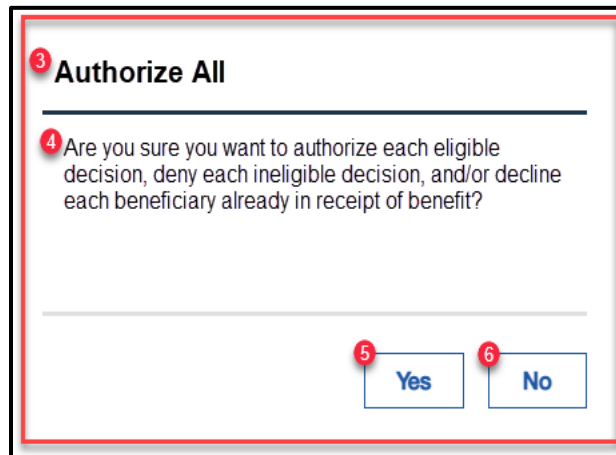 3 Authorize All
4 Are you sure you want to authorize each eligible
decision, deny each ineligible decision, and/or decline
each beneficiary already in receipt of benefit?
5 Yes 6 No